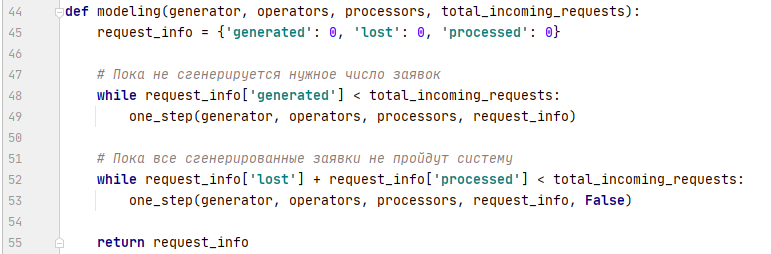 44 def modeling(generator, operators, processors, total_incoming_requests):
45     request_info = {'generated': 0, 'lost': 0, 'processed': 0}
46
47     # Пока не сгенерируется нужное число заявок
48     while request_info['generated'] < total_incoming_requests:
49         one_step(generator, operators, processors, request_info)
50
51     # Пока все сгенерированные заявки не пройдут систему
52     while request_info['lost'] + request_info['processed'] < total_incoming_requests:
53         one_step(generator, operators, processors, request_info, False)
54
55     return request_info